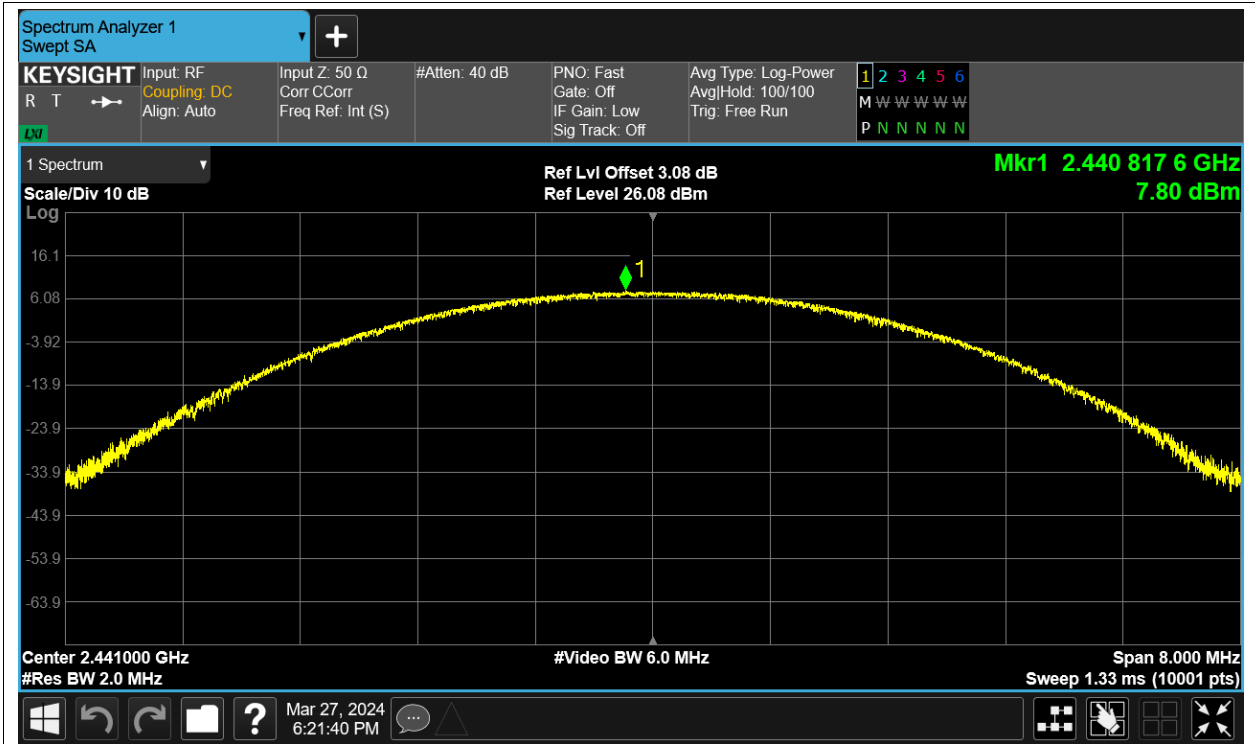 Spectrum Analyzer 1
Swept SA
KEYSIGHT
R T
LXI
Input: RF
Coupling: DC
Align: Auto
Input Z: 50 Ω
Corr CCorr
Freq Ref: Int (S)
#Atten: 40 dB
PNO: Fast
Gate: Off
IF Gain: Low
Sig Track: Off
Avg Type: Log-Power
Avg|Hold: 100/100
Trig: Free Run
1 2 3 4 5 6
M W W W W W W
P N N N N N N
1 Spectrum
Scale/Div 10 dB
Log
Ref Lvl Offset 3.08 dB
Ref Level 26.08 dBm
Mkr1 2.440 817 6 GHz
7.80 dBm
1
16.1
6.08
-3.92
-13.9
-23.9
-33.9
-43.9
-53.9
-63.9
Center 2.441000 GHz
#Res BW 2.0 MHz
#Video BW 6.0 MHz
Span 8.000 MHz
Sweep 1.33 ms (10001 pts)
?
Mar 27, 2024
6:21:40 PM